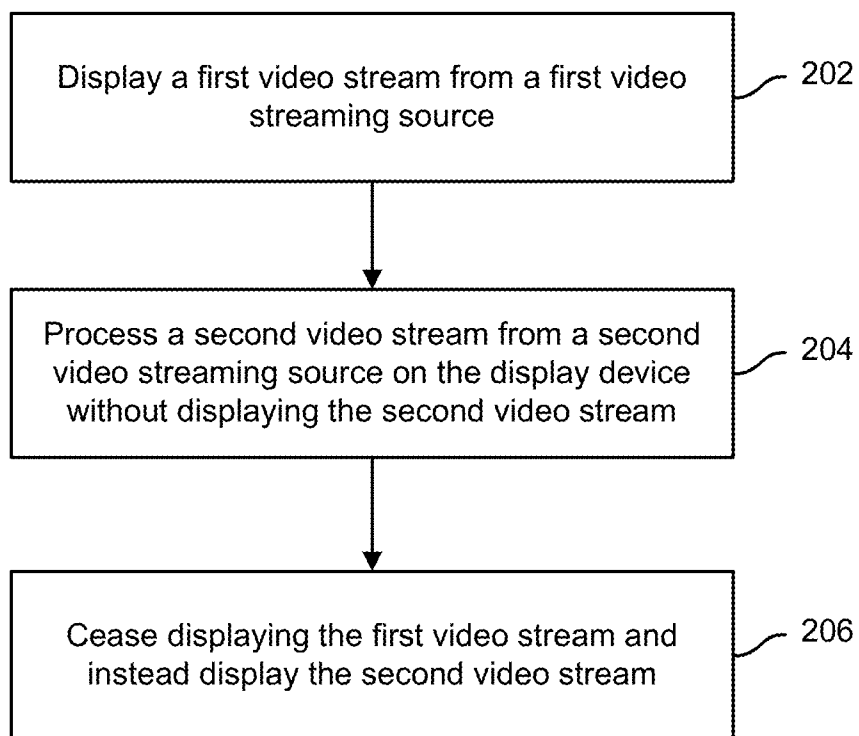 Display a first video stream from a first video
streaming source
202
Process a second video stream from a second
video streaming source on the display device
without displaying the second video stream
204
Cease displaying the first video stream and
instead display the second video stream
206